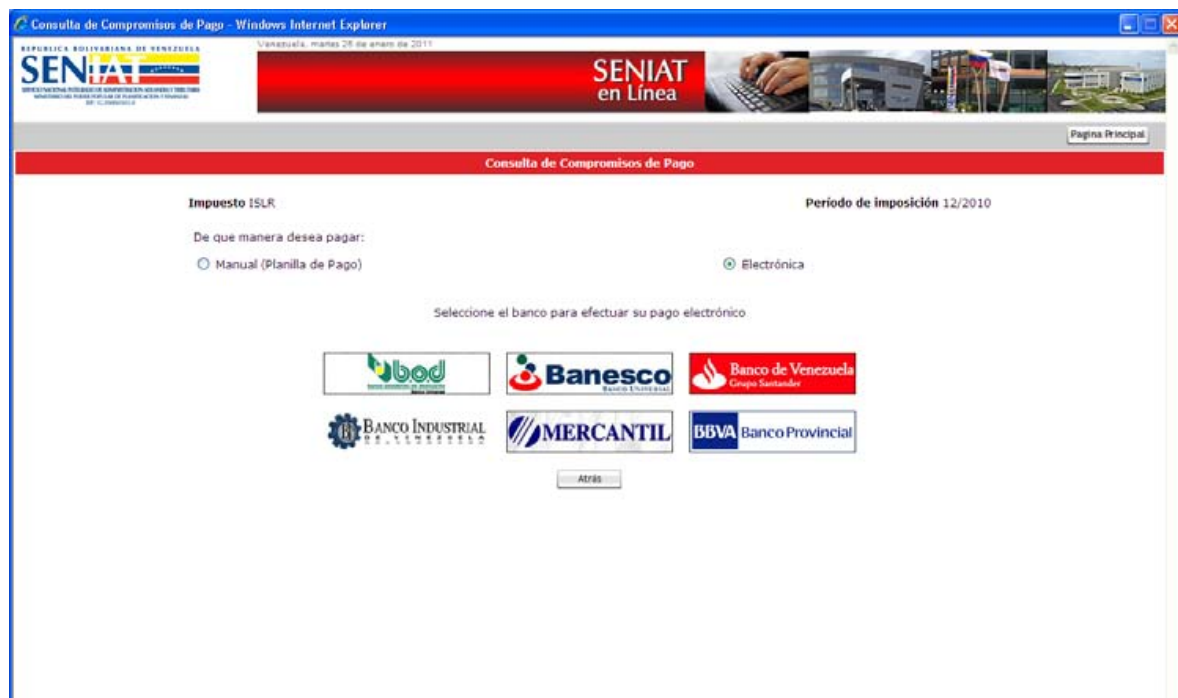 Consulta de Compromisos de Pago - Windows Internet Explorer
REPUBLICA BOLIVARIANA DE VENEZUELA
Venezuela, martes 25 de enero de 2011
SENIAT
SENIAT
en Línea
Pagina Principal
Consulta de Compromisos de Pago
Impuesto ISLR
Período de imposición 12/2010
De que manera desea pagar:
Manual (Planilla de Pago)
Electrónica
Seleccione el banco para efectuar su pago electrónico
bod
Banesco
BANCO UNIVERSAL
Banco de Venezuela
Grupo Santander
BI
BANCO INDUSTRIAL
DE VENEZUELA
MERCANTIL
BBVA Banco Provincial
Atrás